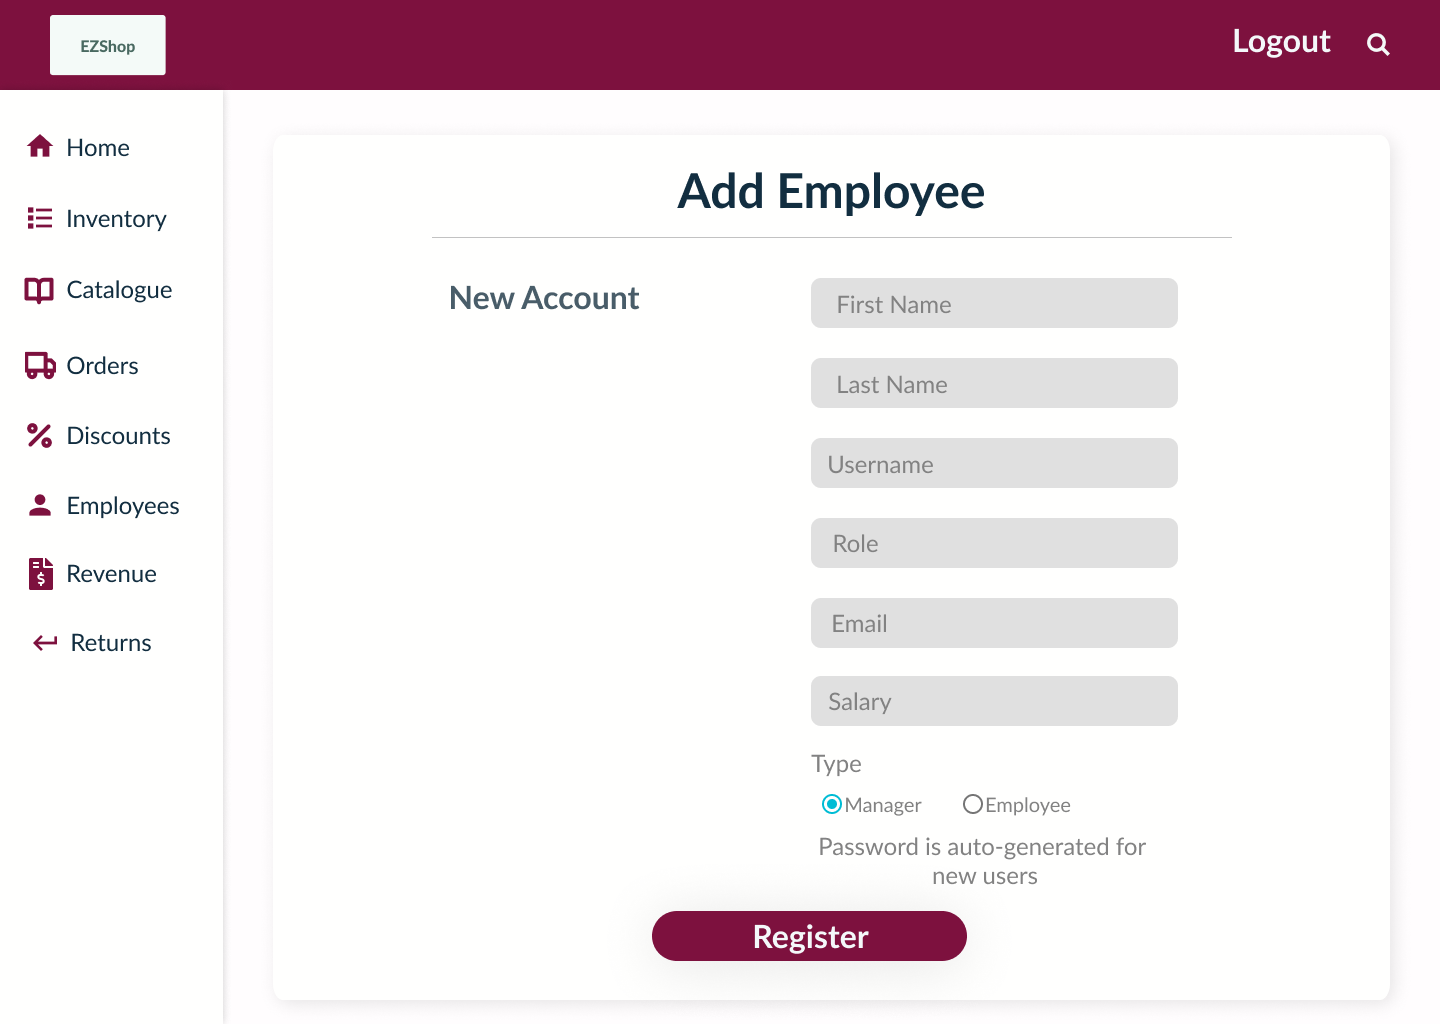 EZShop
Logout
Home
Inventory
Catalogue
Orders
Discounts
Employees
Revenue
Returns
Add Employee
New Account
First Name
Last Name
Username
Role
Email
Salary
Type
Manager Employee
Password is auto-generated for
new users
Register